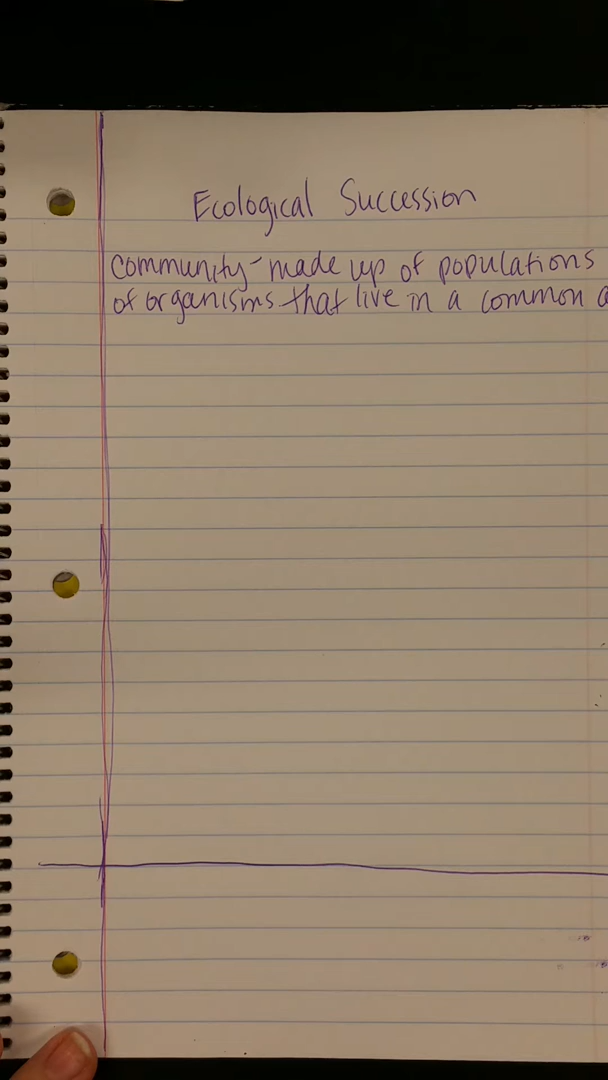 Ecological Succession
Community - made up of populations
of organisms that live in a common